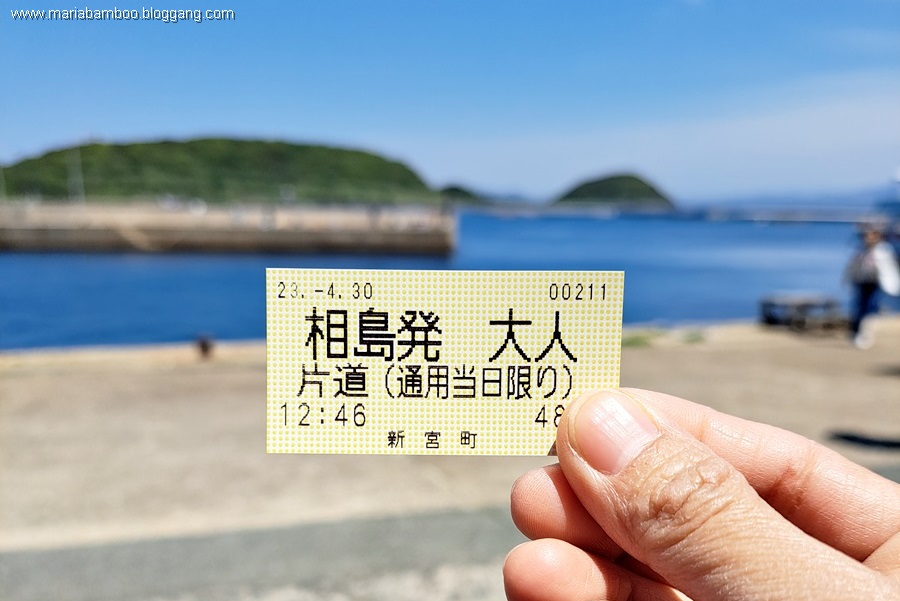 www.mariabamboo.bloggang.com
23.-4.30 00211
相島発 大人
片道(通用当日限り)
12:46
新宮町